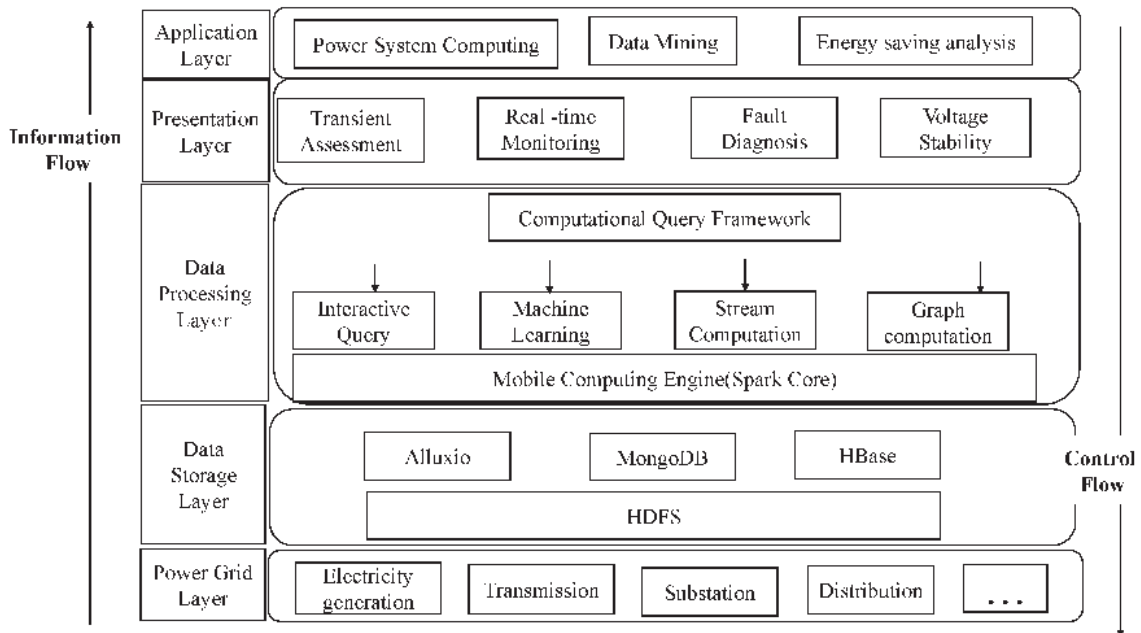 Application
Layer
Power System Computing
Data Mining
Energy saving analysis
Information
Flow
Presentation
Layer
Transient
Assessment
Real -time
Monitoring
Fault
Diagnosis
Voltage
Stability
Data
Processing
Layer
Computational Query Framework
Interactive
Query
Machine
Learning
Stream
Computation
Graph
computation
Mobile Computing Engine(Spark Core)
Data
Storage
Layer
Alluxio
MongoDB
HBase
HDFS
Control
Flow
Power Grid
Layer
Electricity
generation
Transmission
Substation
Distribution
...